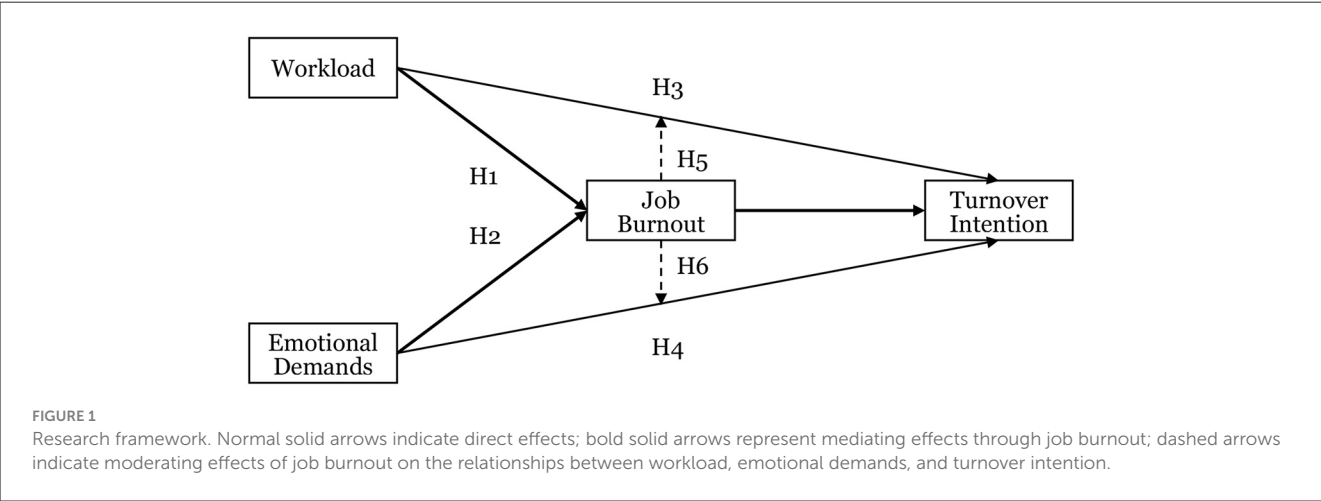 Workload
H3
H5
H1
Job
Burnout
Turnover
Intention
H2
H6
Emotional
Demands
H4
FIGURE 1
Research framework. Normal solid arrows indicate direct effects; bold solid arrows represent mediating effects through job burnout; dashed arrows
indicate moderating effects of job burnout on the relationships between workload, emotional demands, and turnover intention.